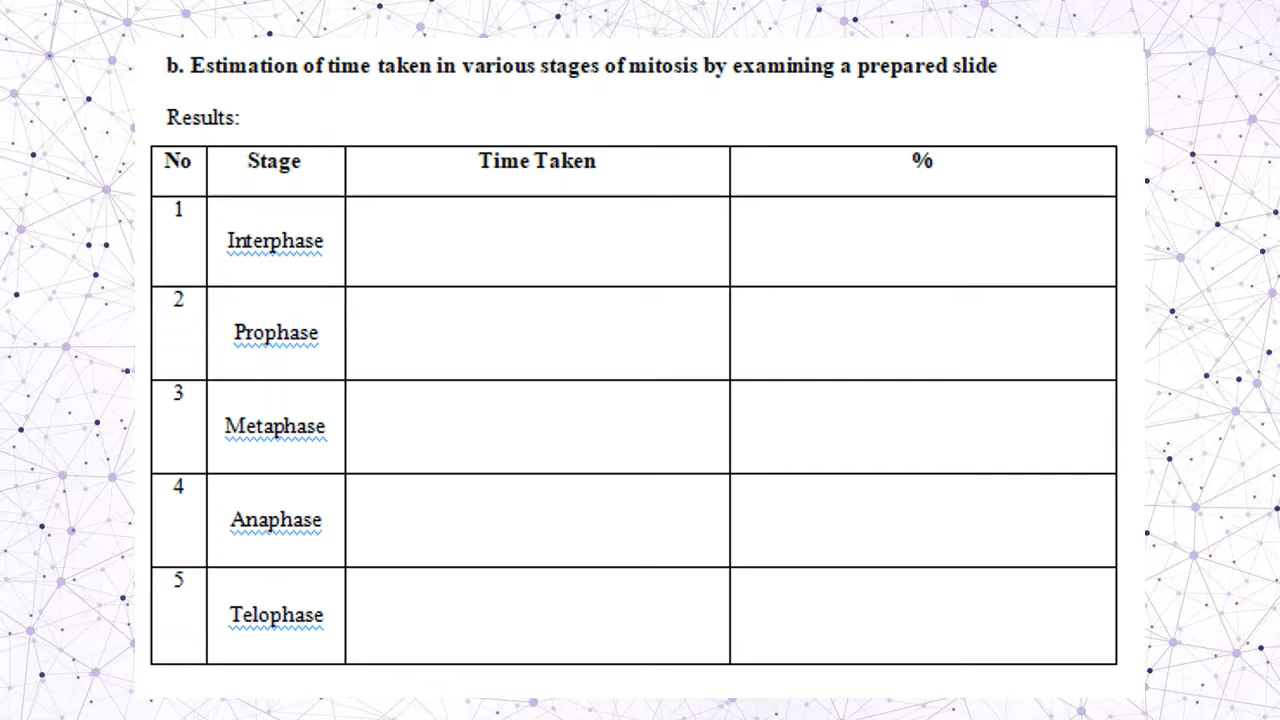 b. Estimation of time taken in various stages of mitosis by examining a prepared slide
Results:
No Stage Time Taken %
1 Interphase
2 Prophase
3 Metaphase
4 Anaphase
5 Telophase